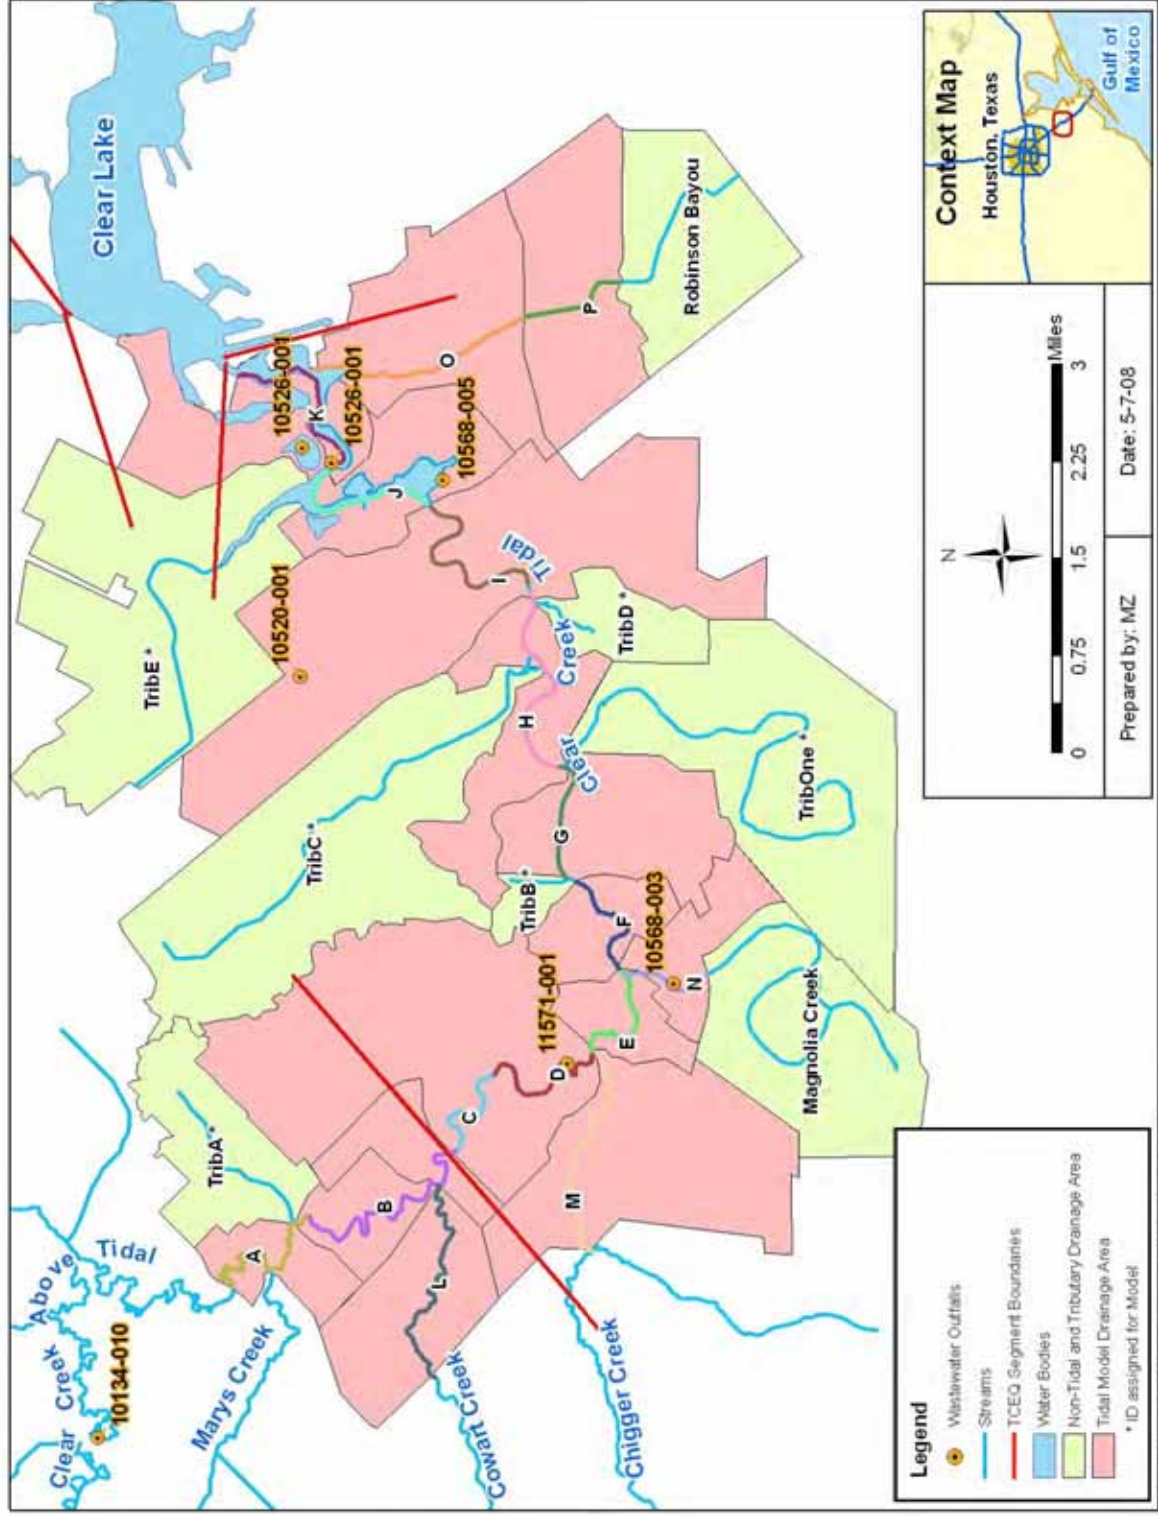 Clear Lake
10526-001
10526-001
K
O
P
Robinson Bayou
10568-005
J
10520-001
TribE *
I
Tidal
Creek
Clear
TribD *
H
TribC *
TribOne *
G
TribB *
F
10568-003
N
11571-001
E
D
Magnolia Creek
C
M
TribA *
B
A
L
Above Tidal
Clear Creek
10134-010
Marys Creek
Cowart Creek
Chigger Creek
Context Map
Houston, Texas
Gulf of
Mexico
N
0 0.75 1.5 2.25 3
Miles
Prepared by: MZ
Date: 5-7-08
Legend
Wastewater Outfalls
Streams
TCEQ Segment Boundaries
Water Bodies
Non-Tidal and Tributary Drainage Area
Tidal Model Drainage Area
* ID assigned for Model